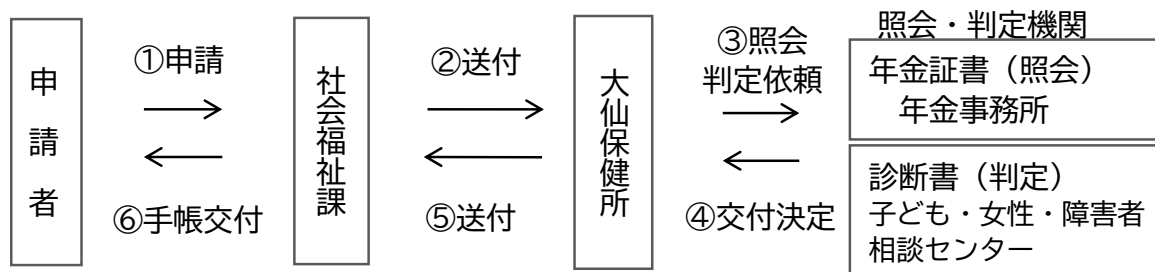 申請者
①申請
⑥手帳交付
社会福祉課
②送付
⑤送付
大仙保健所
③照会
判定依頼
④交付決定
照会・判定機関
年金証書（照会）
年金事務所
診断書（判定）
子ども・女性・障害者
相談センター